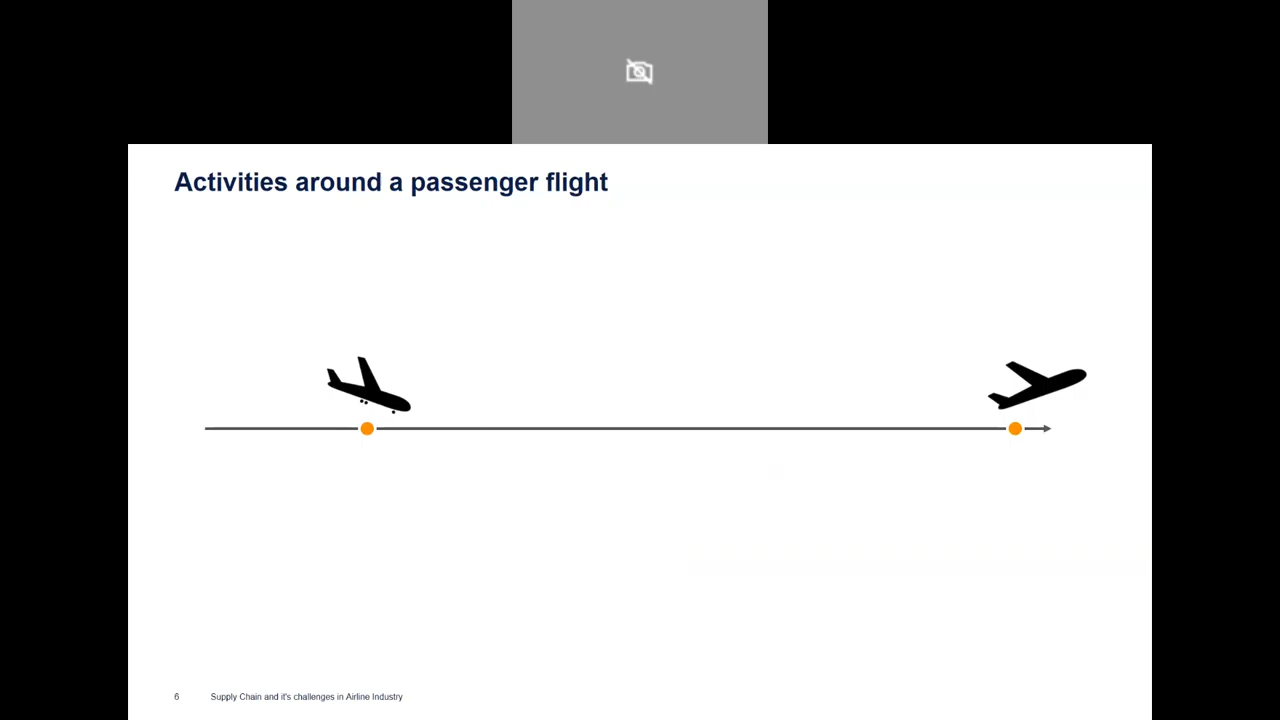 Activities around a passenger flight
6 Supply Chain and it's challenges in Airline Industry